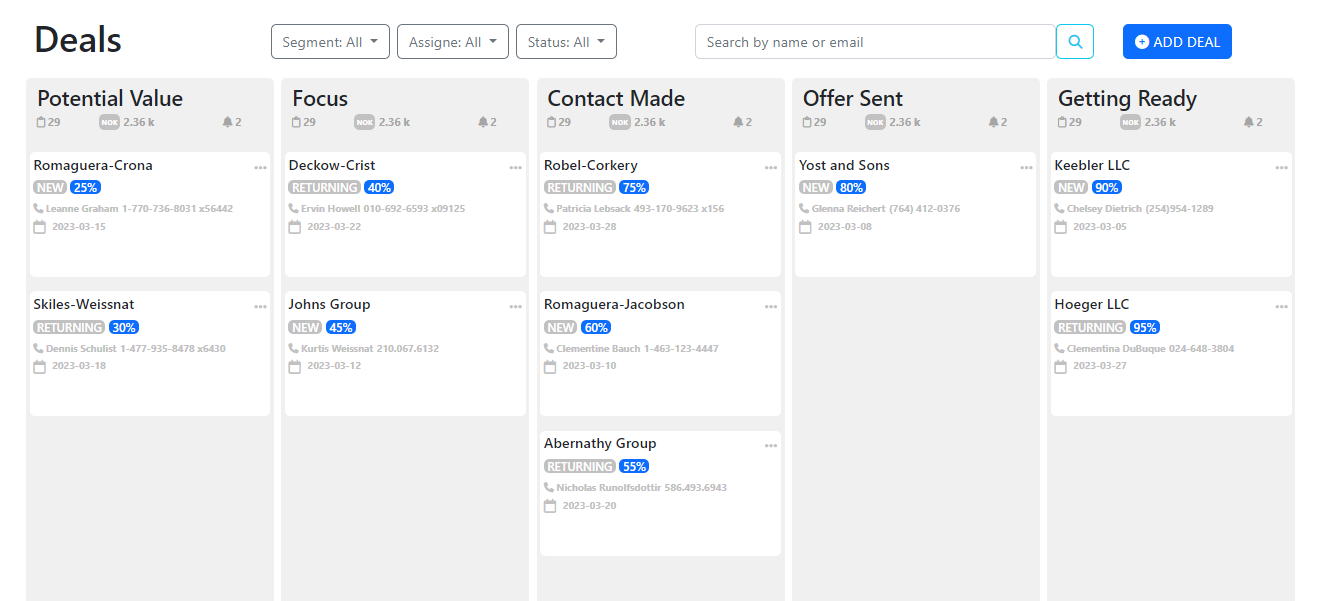 Deals
Segment: All
Assigne: All
Status: All
Search by name or email
ADD DEAL
Potential Value
29 NOK 2.36 k 2
Romaguera-Crona
NEW 25%
Leanne Graham 1-770-736-8031 x56442
2023-03-15
Skiles-Weissnat
RETURNING 30%
Dennis Schulist 1-477-935-8478 x6430
2023-03-18
Focus
29 NOK 2.36 k 2
Deckow-Crist
RETURNING 40%
Ervin Howell 010-692-6593 x09125
2023-03-22
Johns Group
NEW 45%
Kurtis Weissnat 210.067.6132
2023-03-12
Contact Made
29 NOK 2.36 k 2
Robel-Corkery
RETURNING 75%
Patricia Lebsack 493-170-9623 x156
2023-03-28
Romaguera-Jacobson
NEW 60%
Clementine Bauch 1-463-123-4447
2023-03-10
Abernathy Group
RETURNING 55%
Nicholas Runolfsdottir 586.493.6943
2023-03-20
Offer Sent
29 NOK 2.36 k 2
Yost and Sons
NEW 80%
Glenna Reichert (764) 412-0376
2023-03-08
Getting Ready
29 NOK 2.36 k 2
Keebler LLC
NEW 90%
Chelsey Dietrich (254)954-1289
2023-03-05
Hoeger LLC
RETURNING 95%
Clementina DuBuque 024-648-3804
2023-03-27